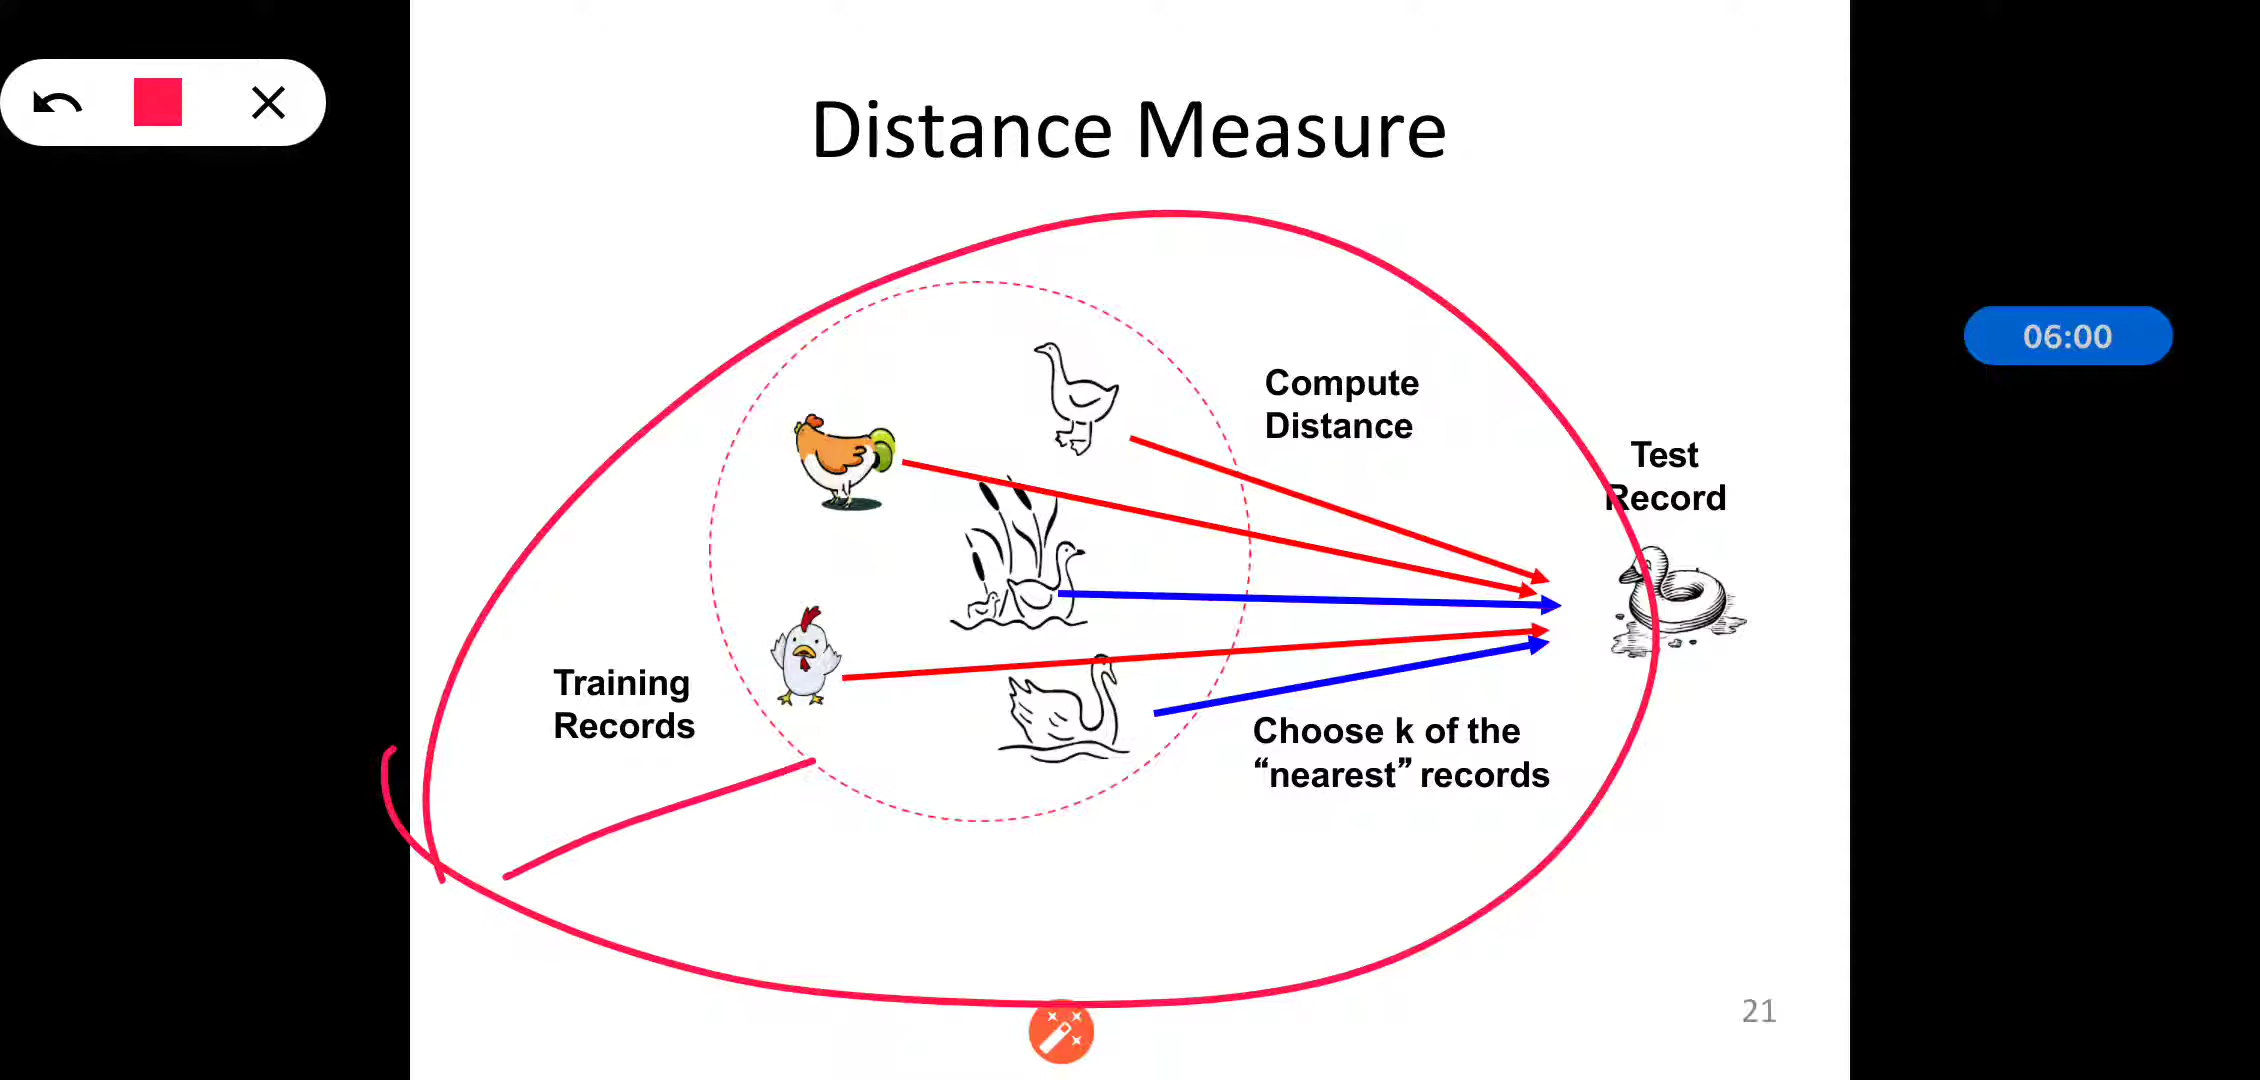 Distance Measure
06:00
Compute
Distance
Test
Record
Training
Records
Choose k of the
“nearest” records
21